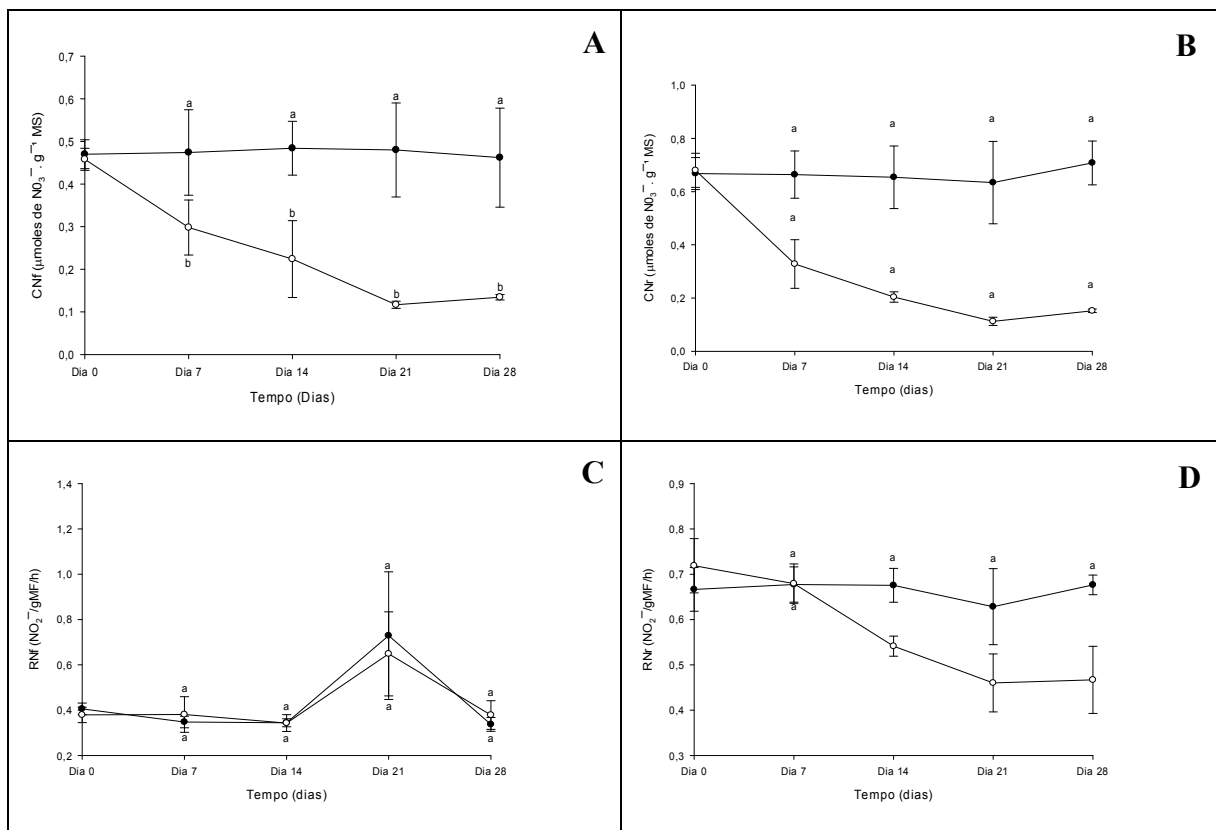 A
0,7
0,6
0,5
0,4
0,3
0,2
0,1
0,0
CNf (μmoles de N0₃⁻ . g⁻¹ MS)
a a a a
b b b b
Dia 0 Dia 7 Dia 14 Dia 21 Dia 28
Tempo (Dias)
B
1,0
0,8
0,6
0,4
0,2
0,0
CNr (μmoles de N0₃⁻ . g⁻¹ MS)
a a a a
a a a a
Dia 0 Dia 7 Dia 14 Dia 21 Dia 28
Tempo (dias)
C
1,4
1,2
1,0
0,8
0,6
0,4
0,2
RNf (NO₂⁻/gMF/h)
a a a a
a a a a
Dia 0 Dia 7 Dia 14 Dia 21 Dia 28
Tempo (dias)
D
0,9
0,8
0,7
0,6
0,5
0,4
0,3
RNr (NO₂⁻/gMF/h)
a a a a
a
Dia 0 Dia 7 Dia 14 Dia 21 Dia 28
Tempo (dias)